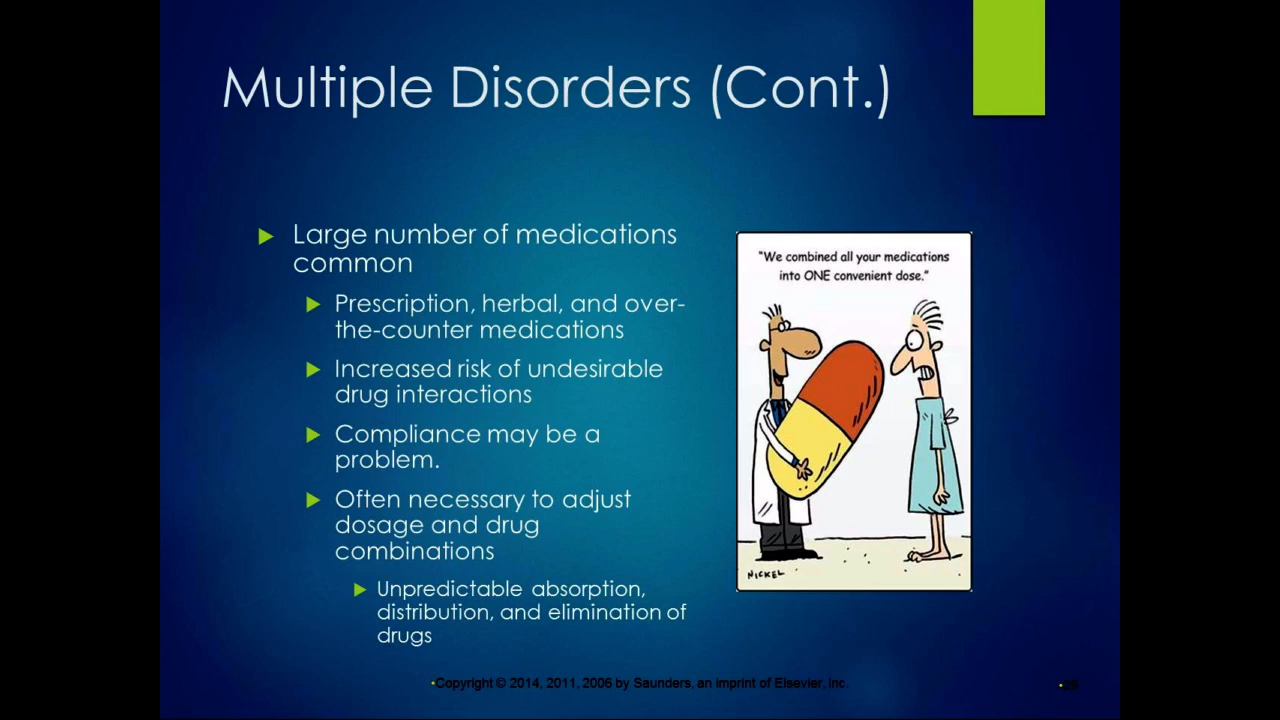 Multiple Disorders (Cont.)
Large number of medications
common
Prescription, herbal, and over-
the-counter medications
Increased risk of undesirable
drug interactions
Compliance may be a
problem.
Often necessary to adjust
dosage and drug
combinations
Unpredictable absorption,
distribution, and elimination of
drugs
"We combined all your medications
into ONE convenient dose."
NICKEL
•Copyright © 2014, 2011, 2006 by Saunders, an imprint of Elsevier, Inc.